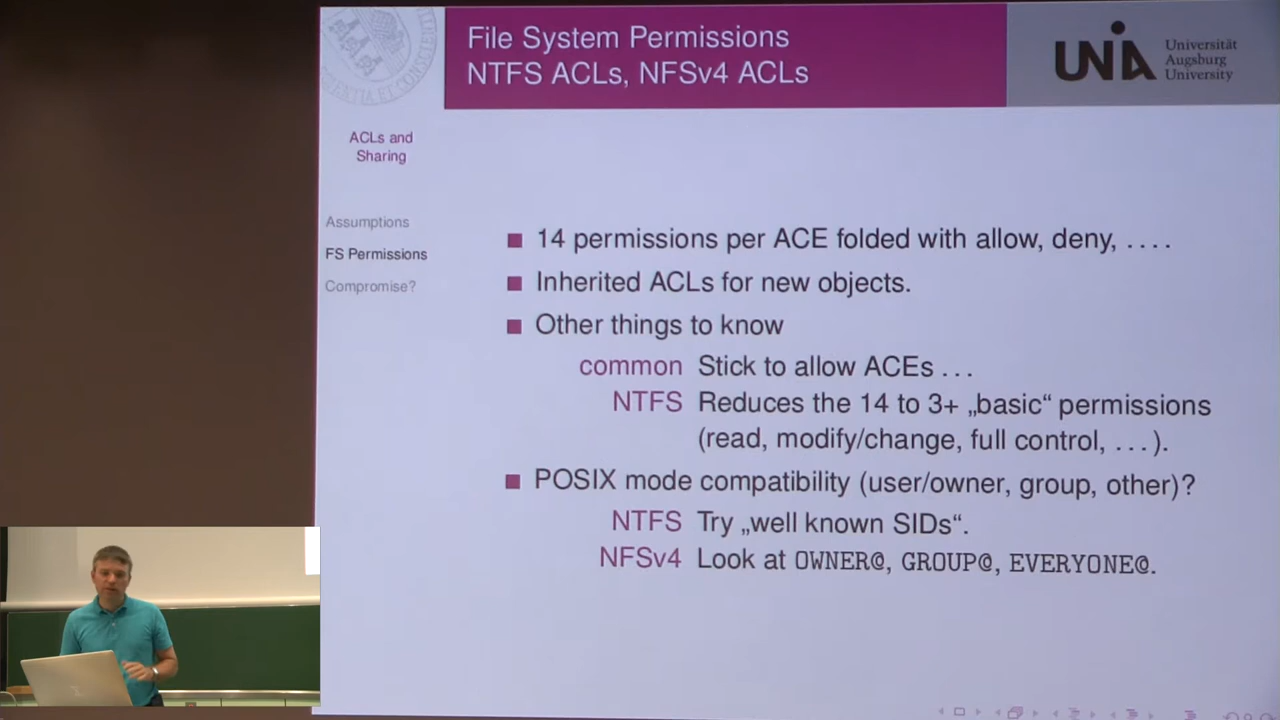 File System Permissions
NTFS ACLs, NFSv4 ACLs
UNIA
Universität
Augsburg
University
ACLs and
Sharing
Assumptions
FS Permissions
Compromise?
14 permissions per ACE folded with allow, deny, ....
Inherited ACLs for new objects.
Other things to know
common Stick to allow ACEs ...
NTFS Reduces the 14 to 3+ „basic“ permissions
(read, modify/change, full control, ...).
POSIX mode compatibility (user/owner, group, other)?
NTFS Try „well known SIDs“.
NFSv4 Look at OWNER@, GROUP@, EVERYONE@.